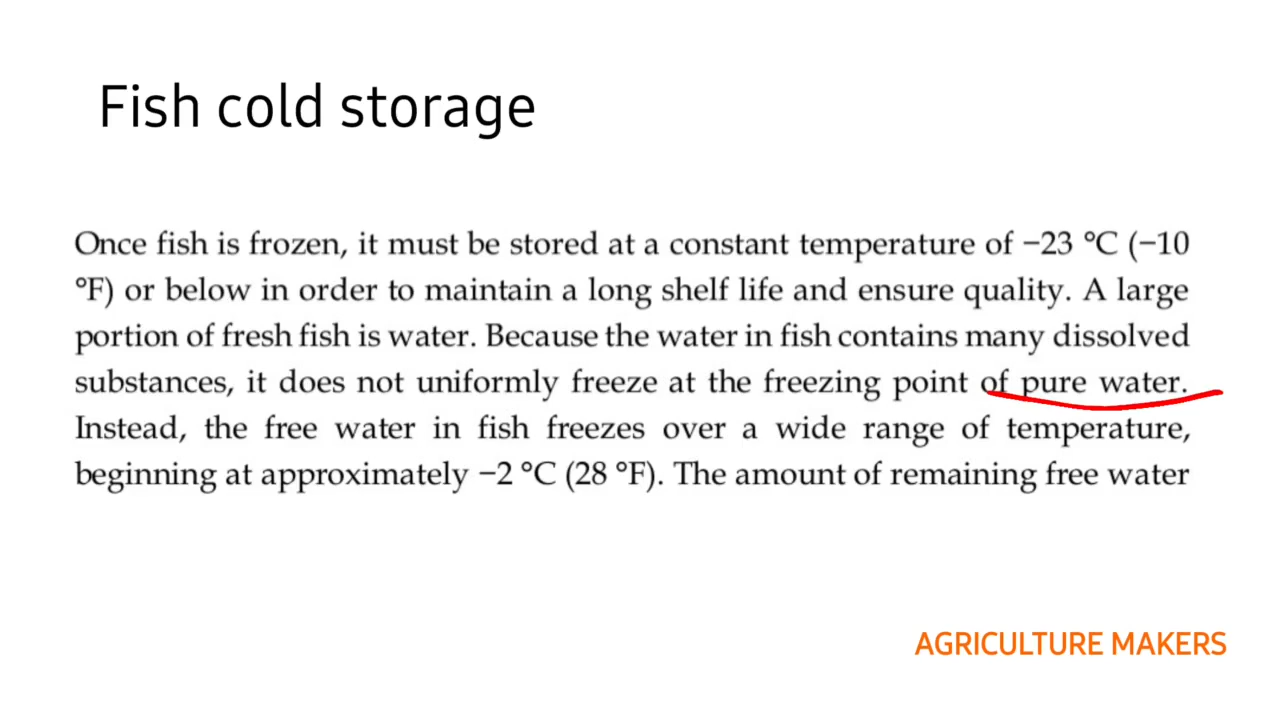 Fish cold storage
Once fish is frozen, it must be stored at a constant temperature of −23 °C (−10
°F) or below in order to maintain a long shelf life and ensure quality. A large
portion of fresh fish is water. Because the water in fish contains many dissolved
substances, it does not uniformly freeze at the freezing point of pure water.
Instead, the free water in fish freezes over a wide range of temperature,
beginning at approximately −2 °C (28 °F). The amount of remaining free water
AGRICULTURE MAKERS